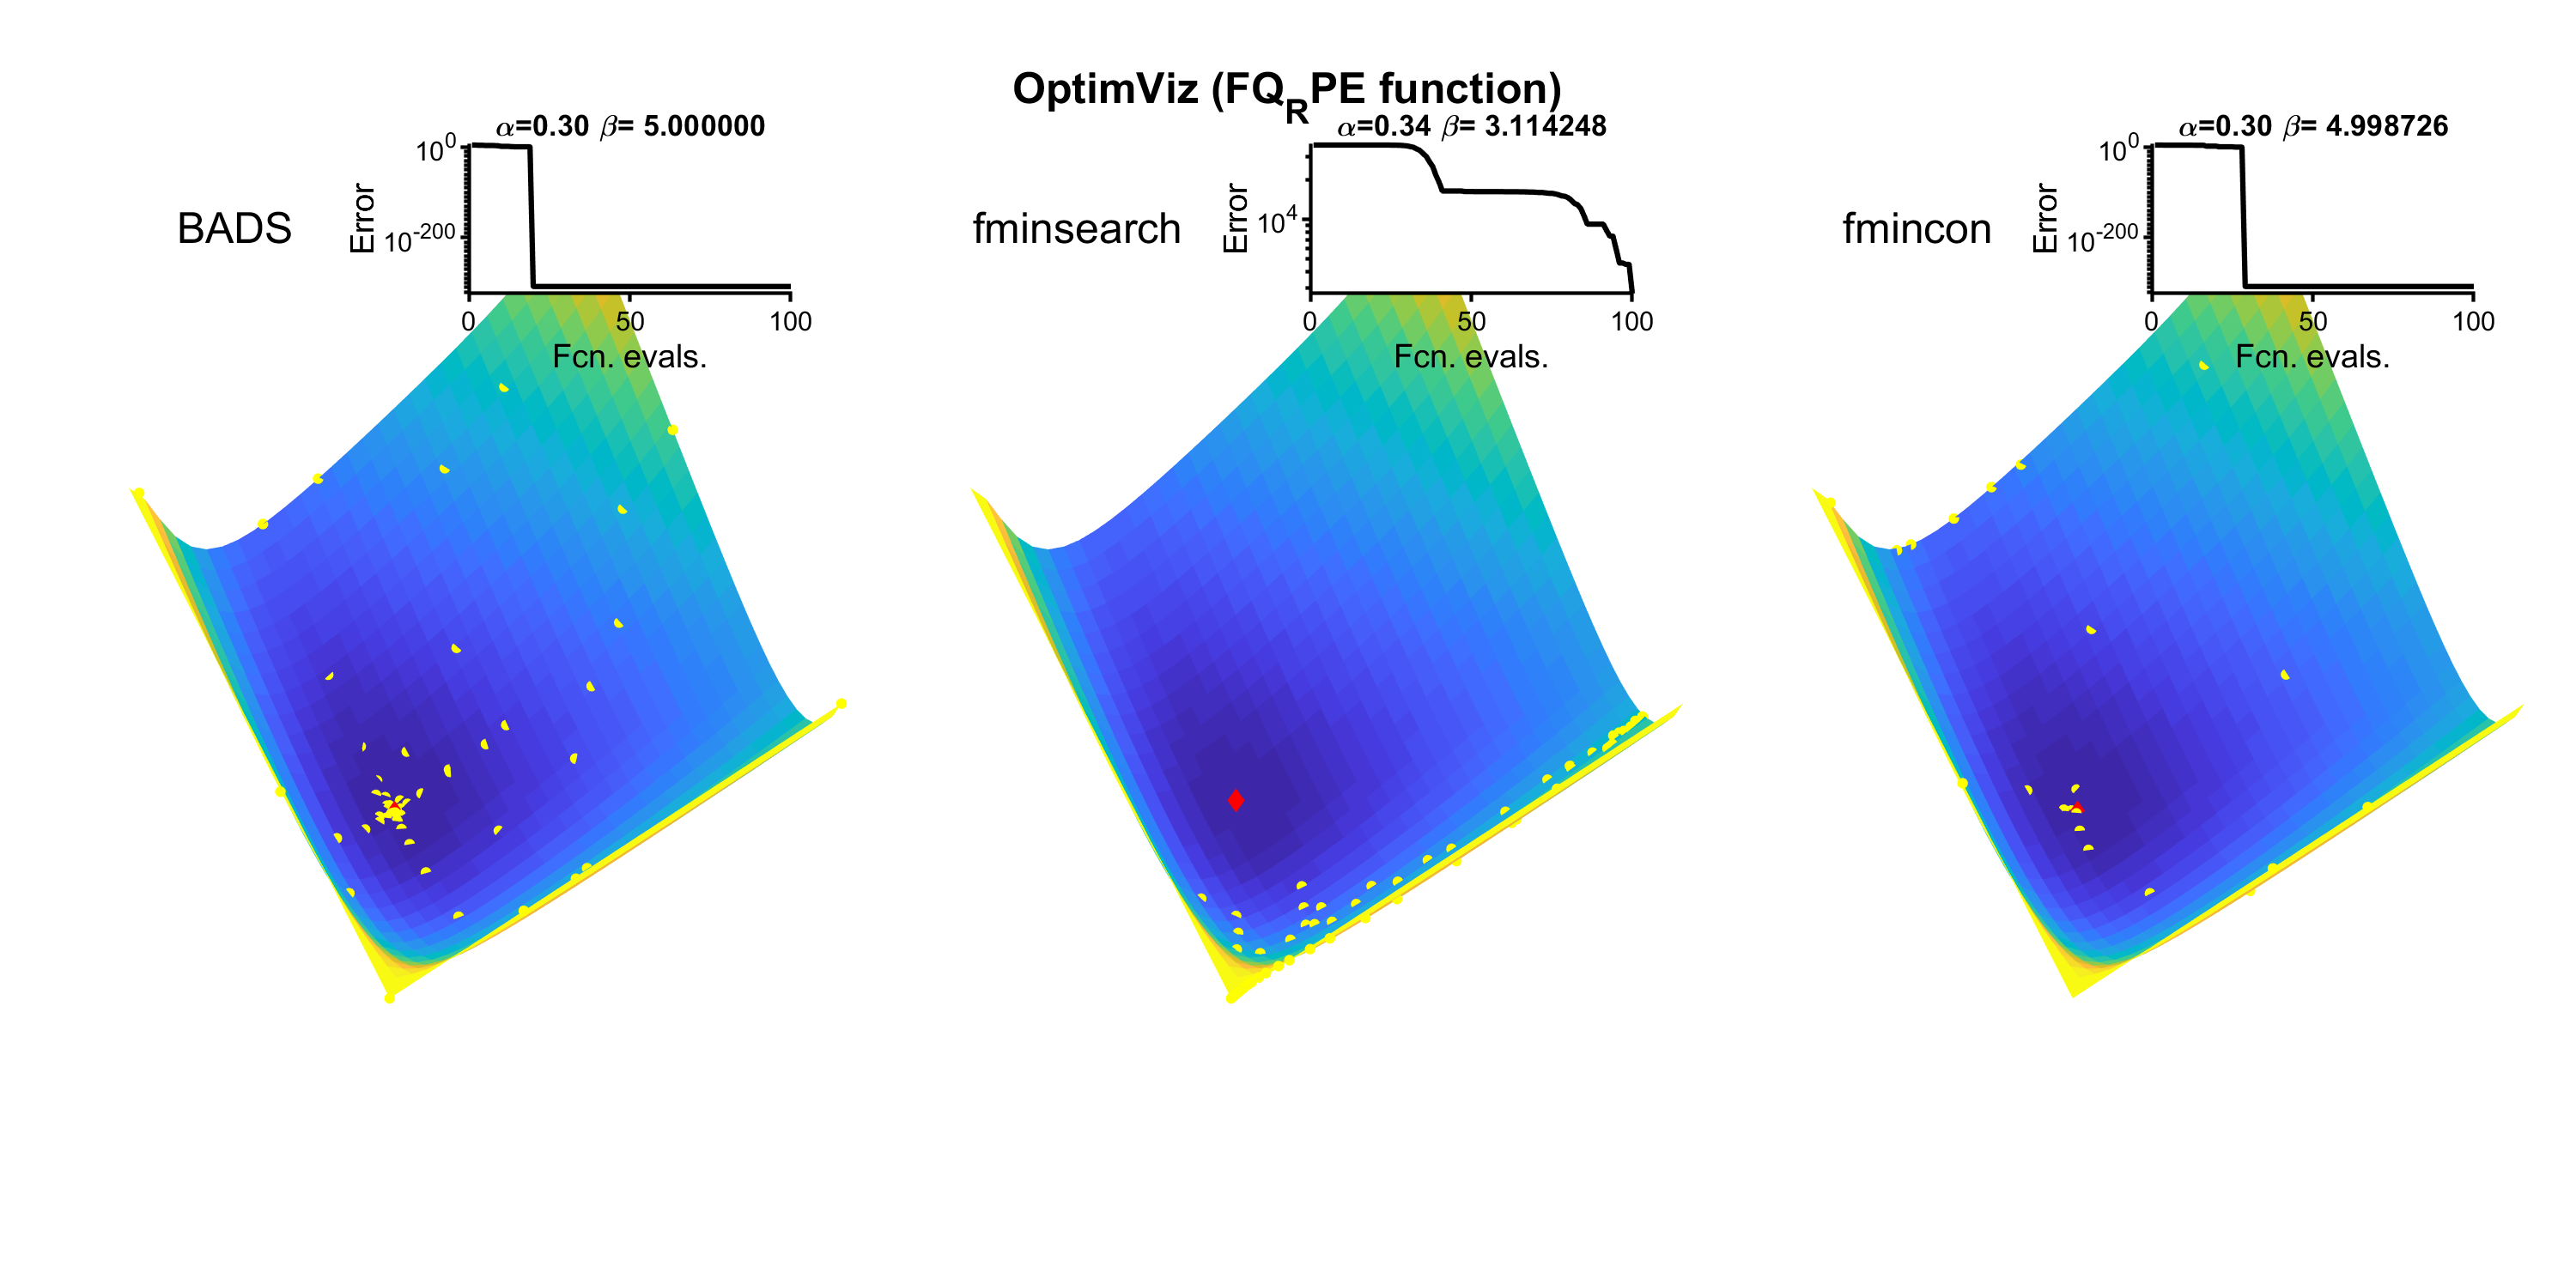 OptimViz (FQ_RPE function)
α=0.30 β= 5.000000
10^0
10^-200
Error
BADS
0 50 100
Fcn. evals.
α=0.34 β= 3.114248
10^4
Error
fminsearch
0 50 100
Fcn. evals.
α=0.30 β= 4.998726
10^0
10^-200
Error
fmincon
0 50 100
Fcn. evals.